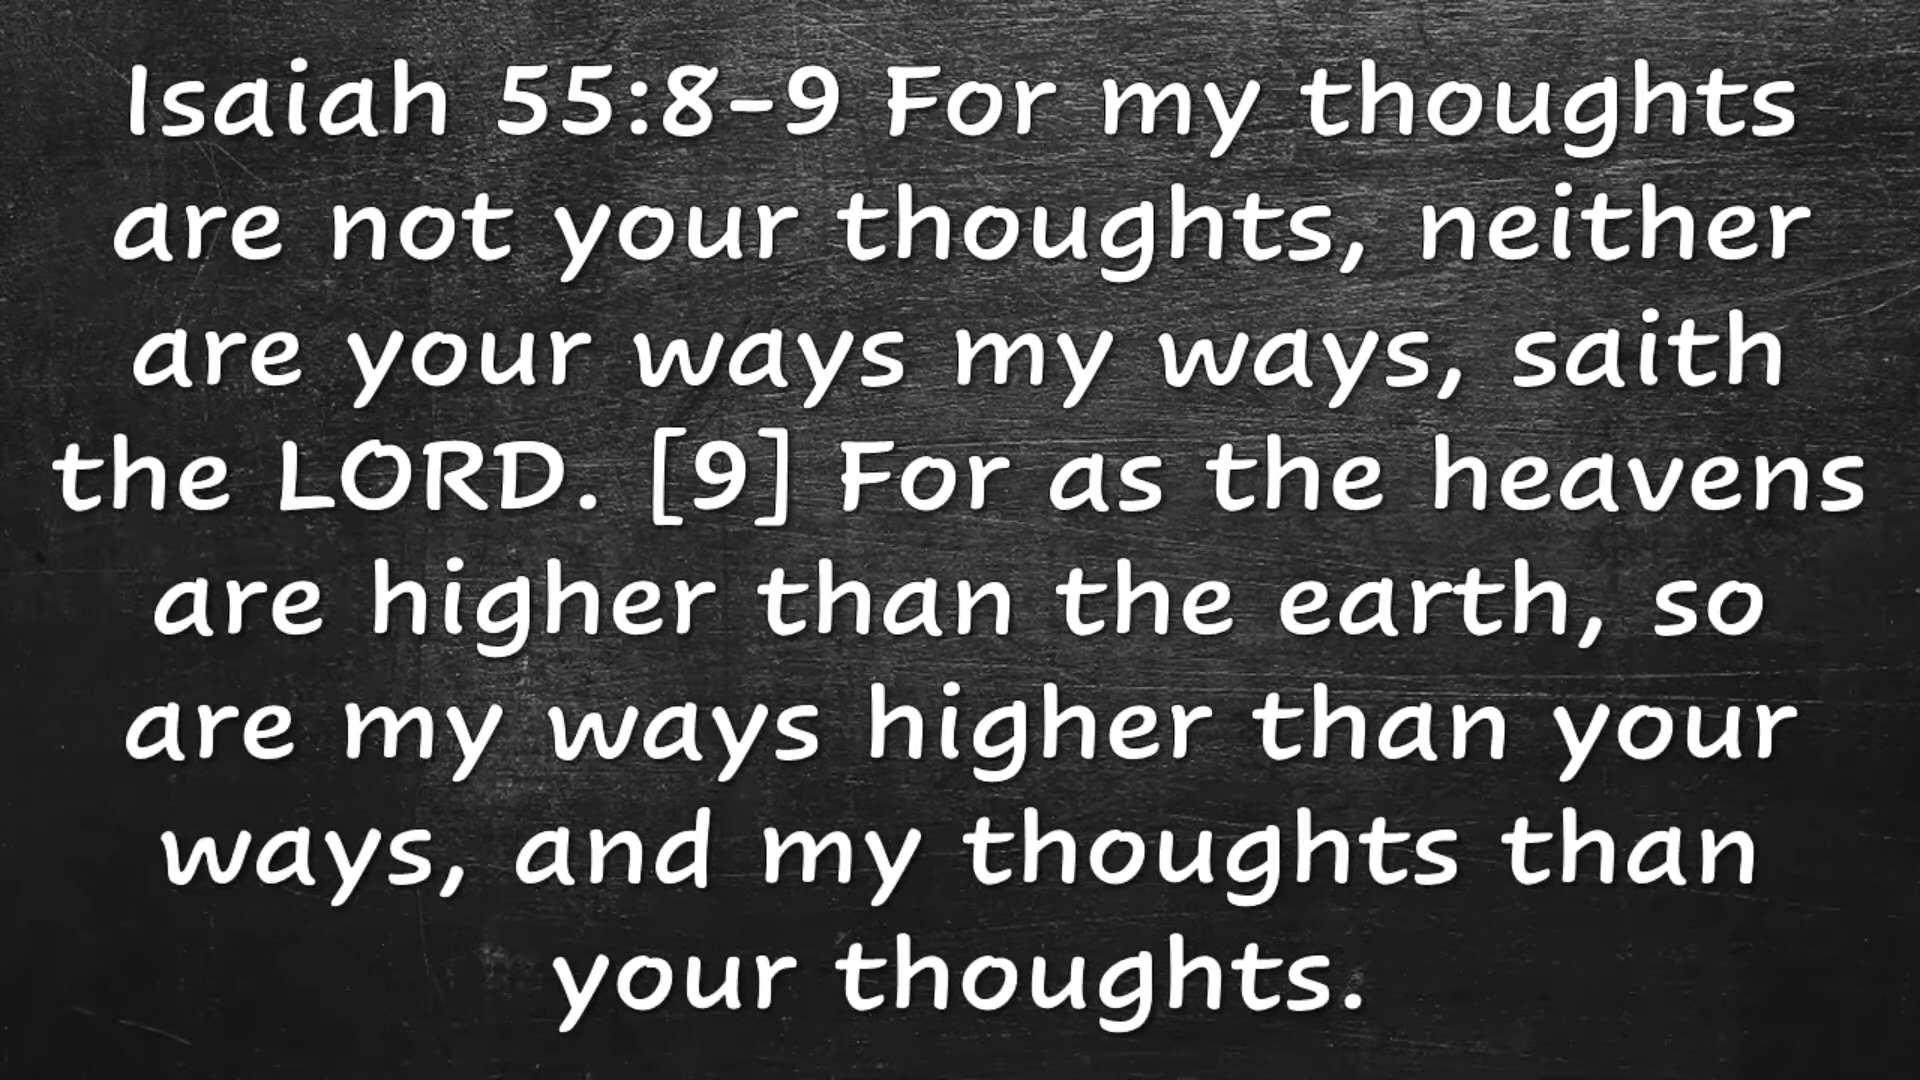 Isaiah 55:8–9 For my thoughts
are not your thoughts, neither
are your ways my ways, saith
the LORD. [9] For as the heavens
are higher than the earth, so
are my ways higher than your
ways, and my thoughts than
your thoughts.